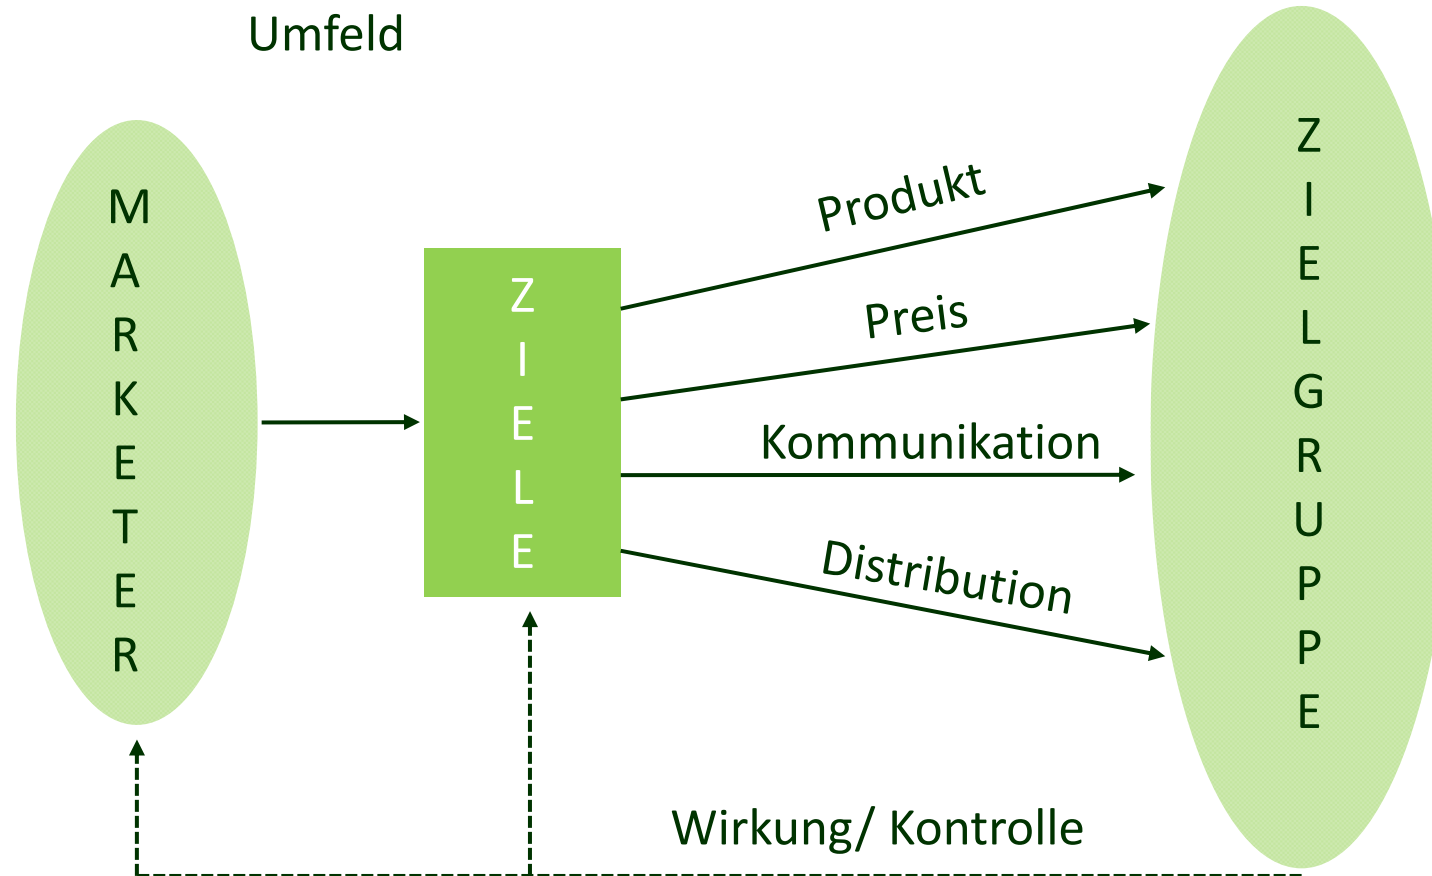 Umfeld
MARKETER
ZIELE
Produkt
Preis
Kommunikation
Distribution
ZIELGRUPPE
Wirkung/ Kontrolle